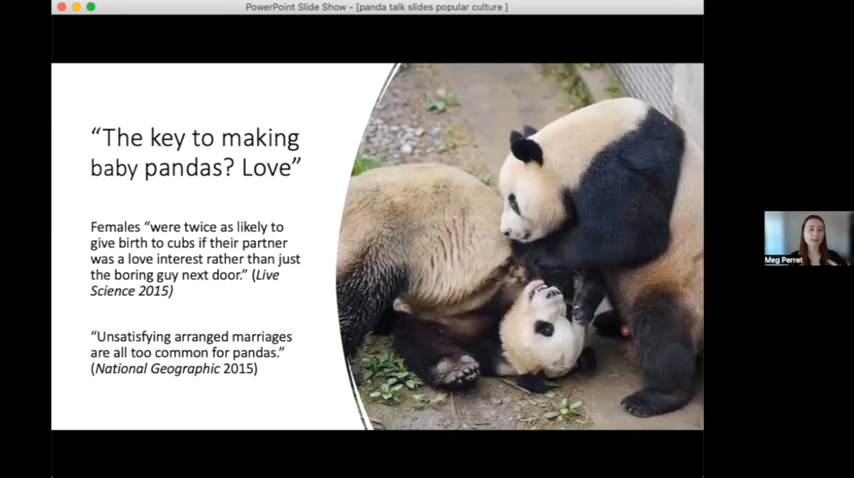 PowerPoint Slide Show - [panda talk slides popular culture ]
“The key to making
baby pandas? Love”
Females “were twice as likely to
give birth to cubs if their partner
was a love interest rather than just
the boring guy next door.” (Live
Science 2015)
“Unsatisfying arranged marriages
are all too common for pandas.”
(National Geographic 2015)
Meg Perret